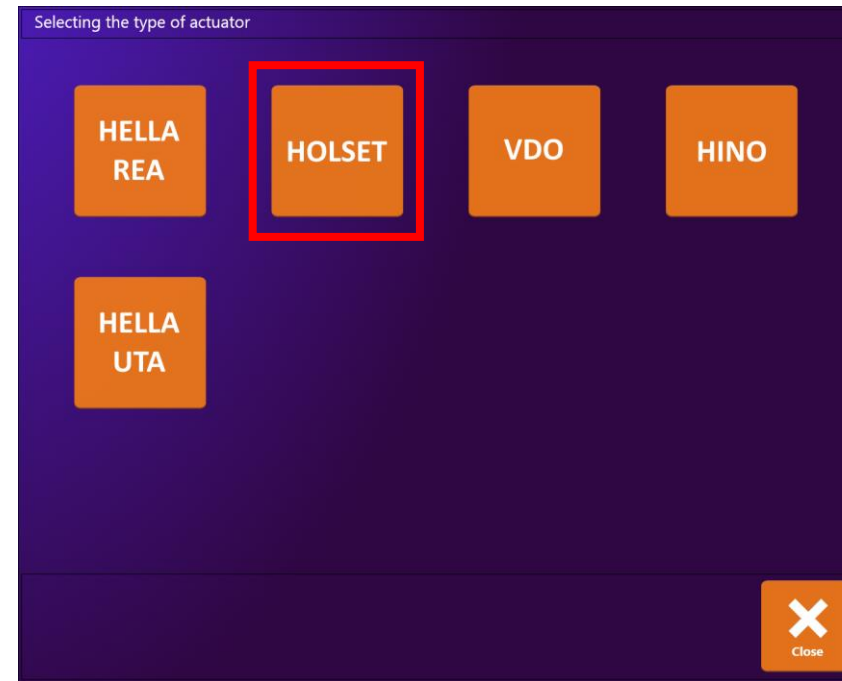 Selecting the type of actuator
HELLA
REA
HOLSET
VDO
HINO
HELLA
UTA
Close